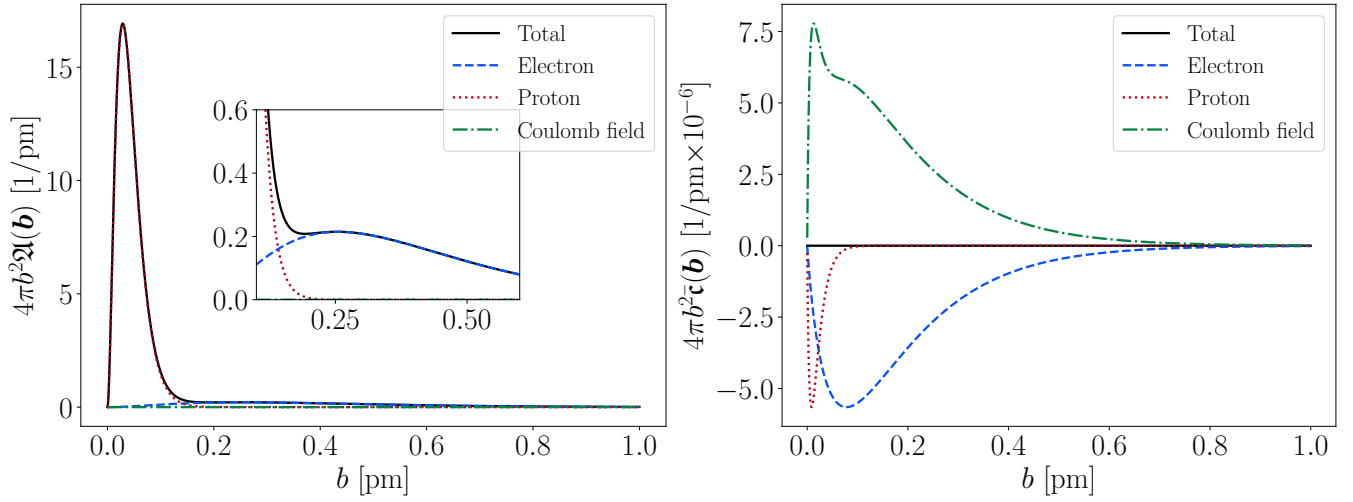 4πb²𝕬(b) [1/pm]
15
10
5
0
0.0 0.2 0.4 0.6 0.8 1.0
b [pm]
Total
Electron
Proton
Coulomb field
0.6
0.4
0.2
0.0
0.25 0.50
4πb²c̄(b) [1/pm×10⁻⁶]
7.5
5.0
2.5
0.0
−2.5
−5.0
0.0 0.2 0.4 0.6 0.8 1.0
b [pm]
Total
Electron
Proton
Coulomb field